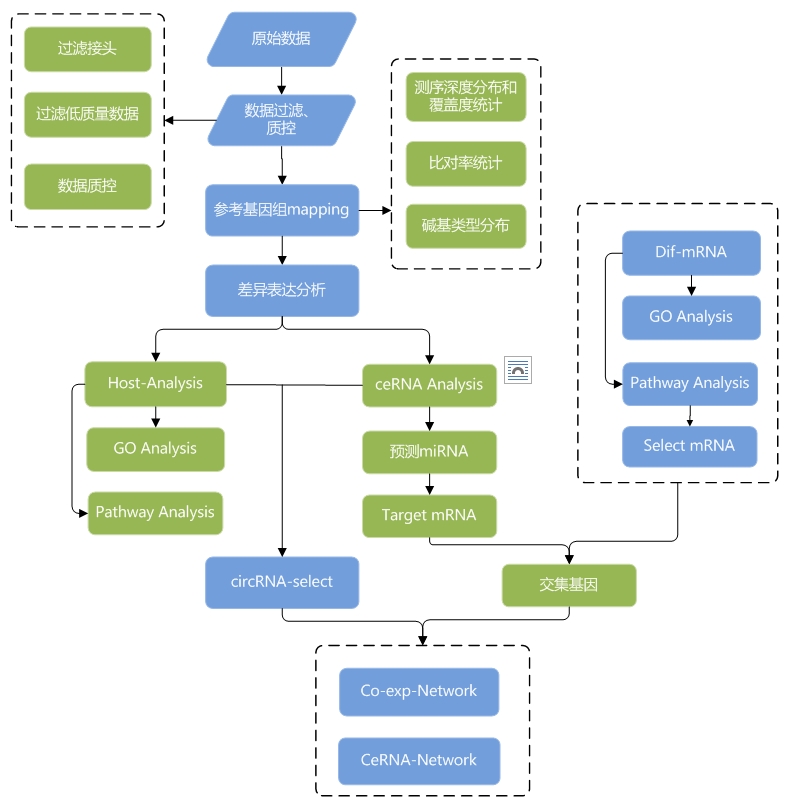 原始数据
过滤接头
过滤低质量数据
数据质控
数据过滤、
质控
测序深度分布和
覆盖度统计
比对率统计
碱基类型分布
参考基因组mapping
差异表达分析
Dif-mRNA
GO Analysis
Pathway Analysis
Select mRNA
Host-Analysis
GO Analysis
Pathway Analysis
ceRNA Analysis
预测miRNA
Target mRNA
circRNA-select
交集基因
Co-exp-Network
CeRNA-Network